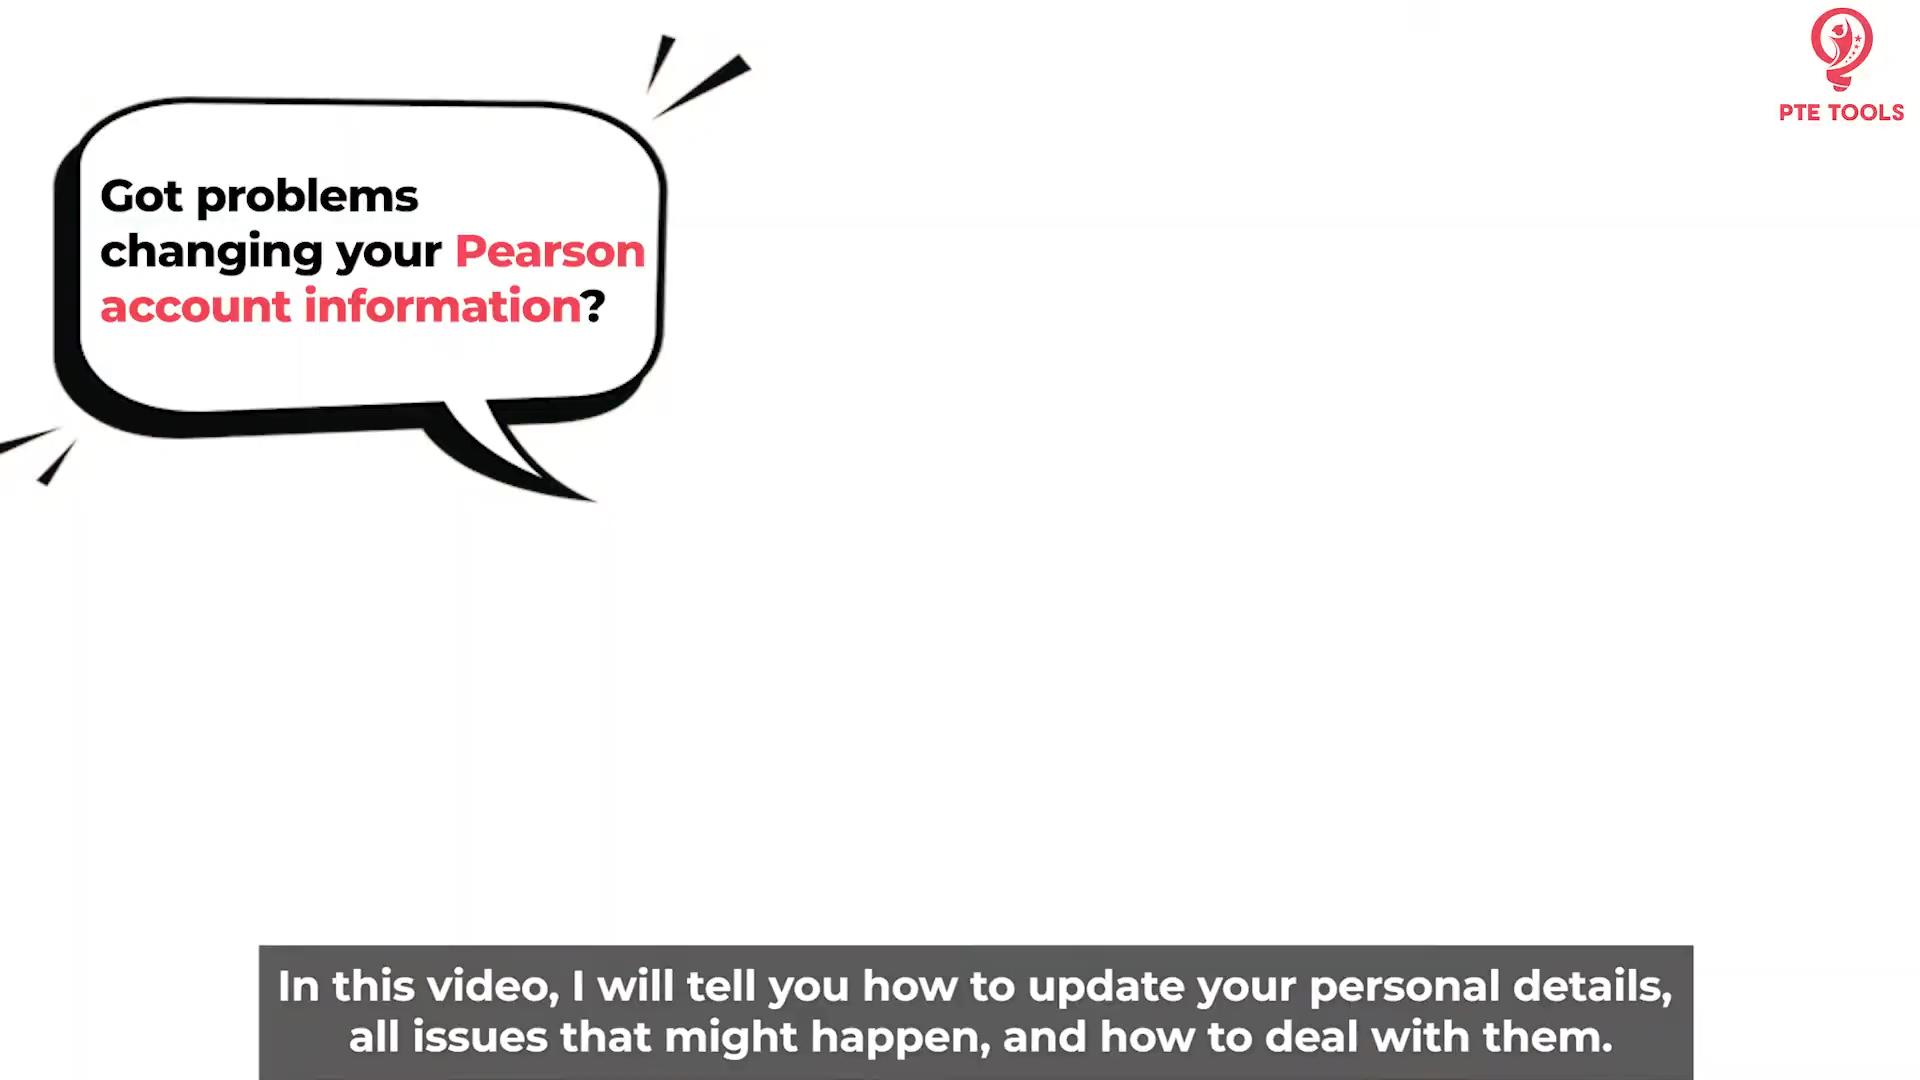 PTE TOOLS
Got problems
changing your Pearson
account information?
In this video, I will tell you how to update your personal details,
all issues that might happen, and how to deal with them.